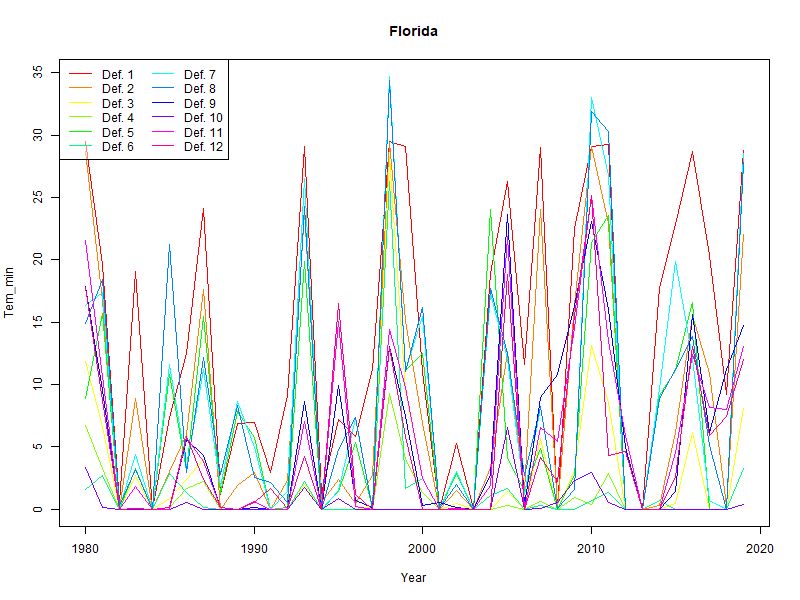 Florida
Def. 1 Def. 7
Def. 2 Def. 8
Def. 3 Def. 9
Def. 4 Def. 10
Def. 5 Def. 11
Def. 6 Def. 12
Tem_min
35
30
25
20
15
10
5
0
1980 1990 2000 2010 2020
Year